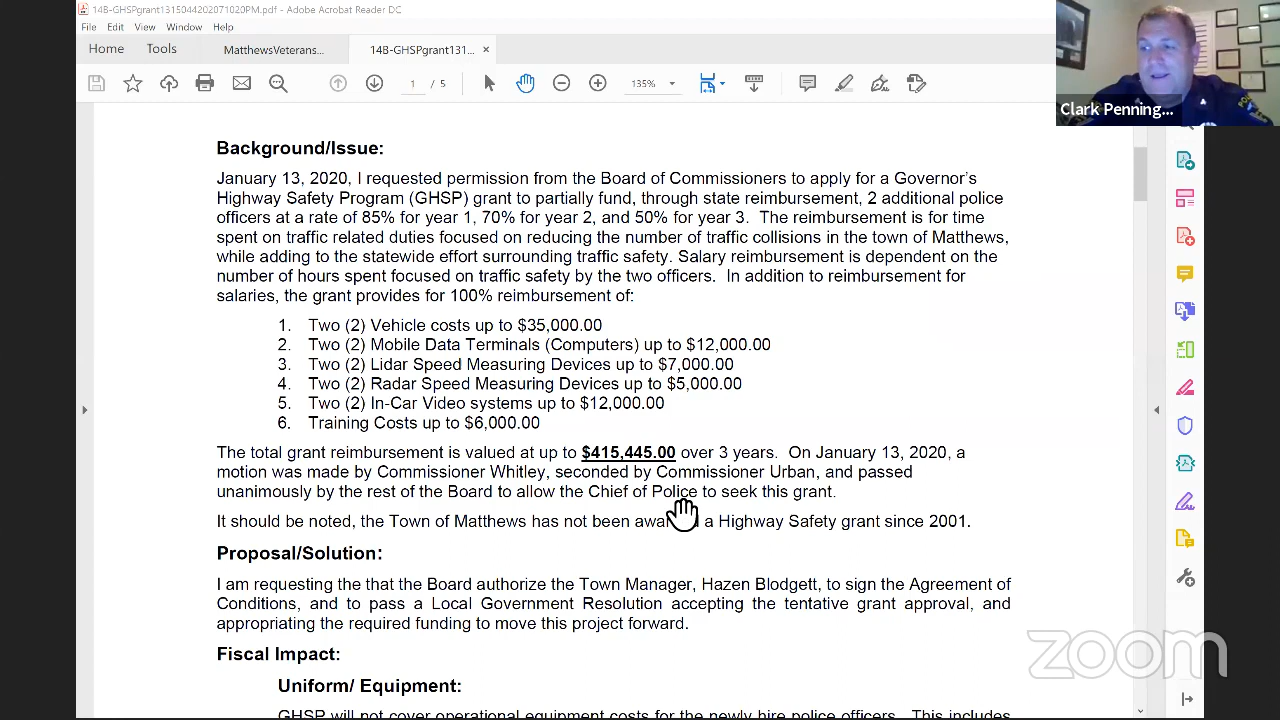 14B-GHSPgrant1315044202071020PM.pdf - Adobe Acrobat Reader DC
File Edit View Window Help
Home Tools MatthewsVeterans... 14B-GHSPgrant131... ×
1 / 5 135%
Clark Penning...
Background/Issue:
January 13, 2020, I requested permission from the Board of Commissioners to apply for a Governor's
Highway Safety Program (GHSP) grant to partially fund, through state reimbursement, 2 additional police
officers at a rate of 85% for year 1, 70% for year 2, and 50% for year 3. The reimbursement is for time
spent on traffic related duties focused on reducing the number of traffic collisions in the town of Matthews,
while adding to the statewide effort surrounding traffic safety. Salary reimbursement is dependent on the
number of hours spent focused on traffic safety by the two officers. In addition to reimbursement for
salaries, the grant provides for 100% reimbursement of:
1. Two (2) Vehicle costs up to $35,000.00
2. Two (2) Mobile Data Terminals (Computers) up to $12,000.00
3. Two (2) Lidar Speed Measuring Devices up to $7,000.00
4. Two (2) Radar Speed Measuring Devices up to $5,000.00
5. Two (2) In-Car Video systems up to $12,000.00
6. Training Costs up to $6,000.00
The total grant reimbursement is valued at up to $415,445.00 over 3 years. On January 13, 2020, a
motion was made by Commissioner Whitley, seconded by Commissioner Urban, and passed
unanimously by the rest of the Board to allow the Chief of Police to seek this grant.
It should be noted, the Town of Matthews has not been a Highway Safety grant since 2001.
Proposal/Solution:
I am requesting the that the Board authorize the Town Manager, Hazen Blodgett, to sign the Agreement of
Conditions, and to pass a Local Government Resolution accepting the tentative grant approval, and
appropriating the required funding to move this project forward.
Fiscal Impact:
Uniform/ Equipment:
GHSP will not cover operational equipment costs for the newly hire police officers. This includes
zoom